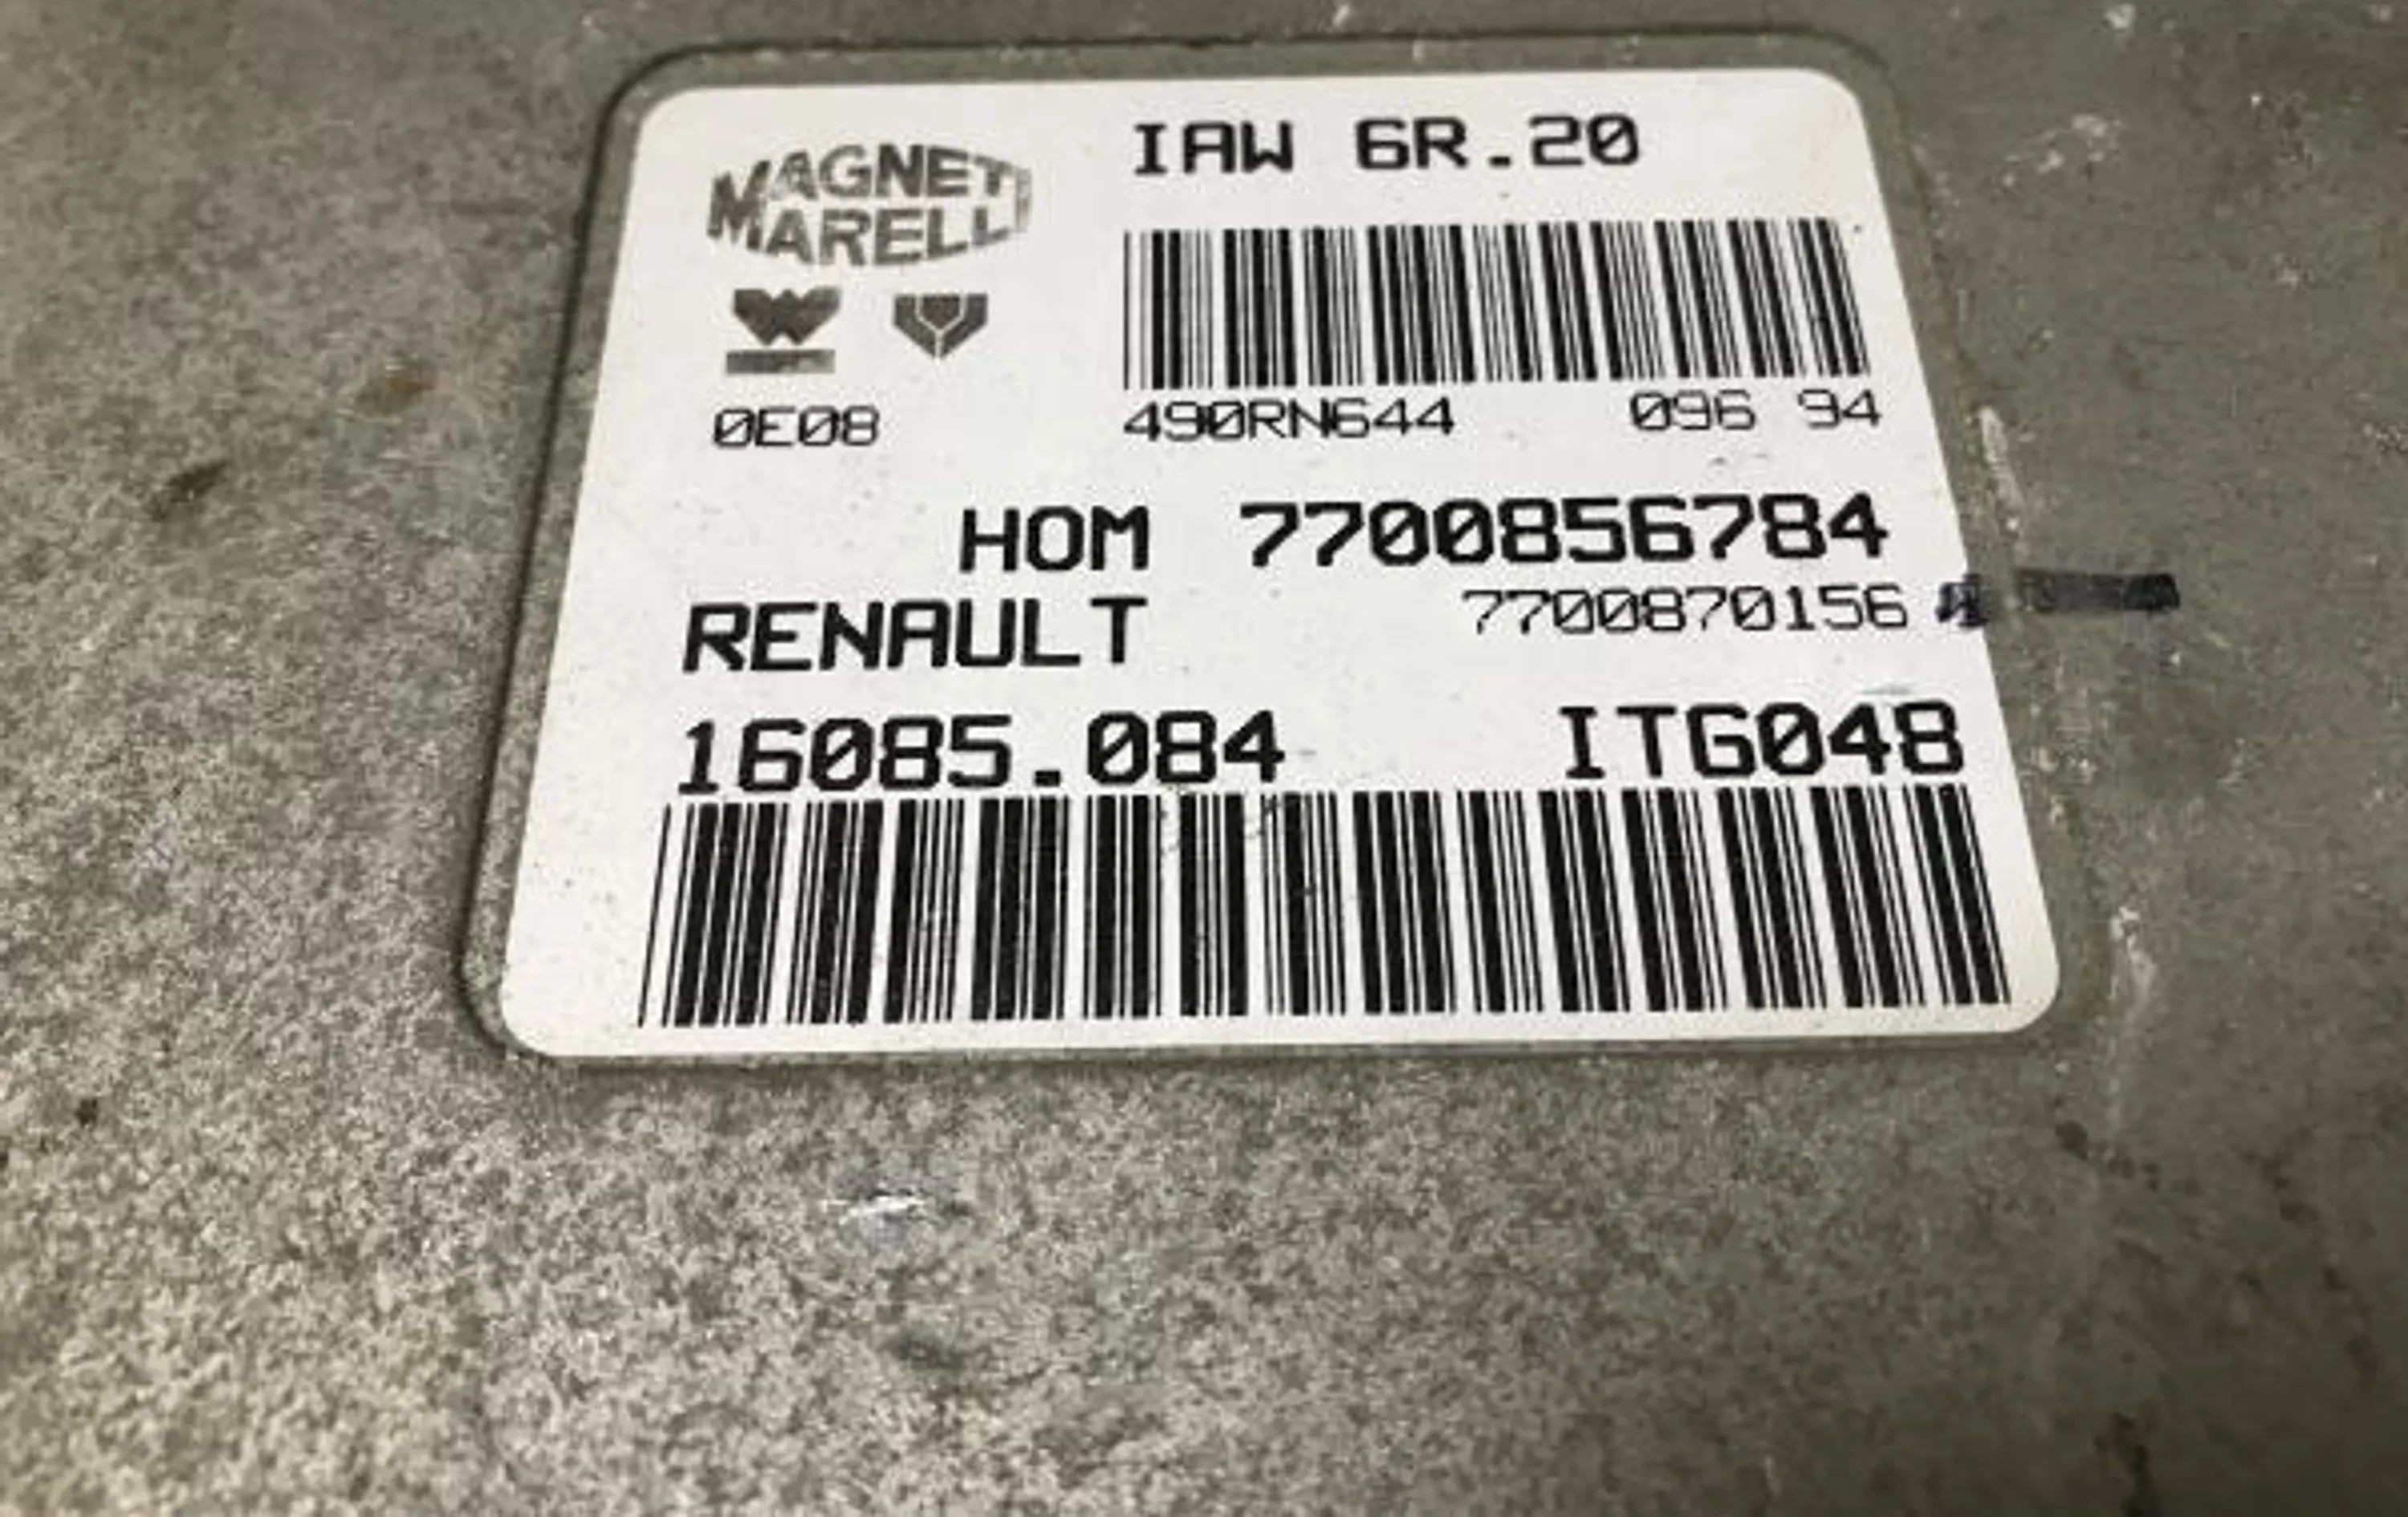 MAGNETI
MARELLI
IAW 6R.20
0E08
490RN644 096 94
HOM 7700856784
RENAULT 7700870156
16085.084 ITG048